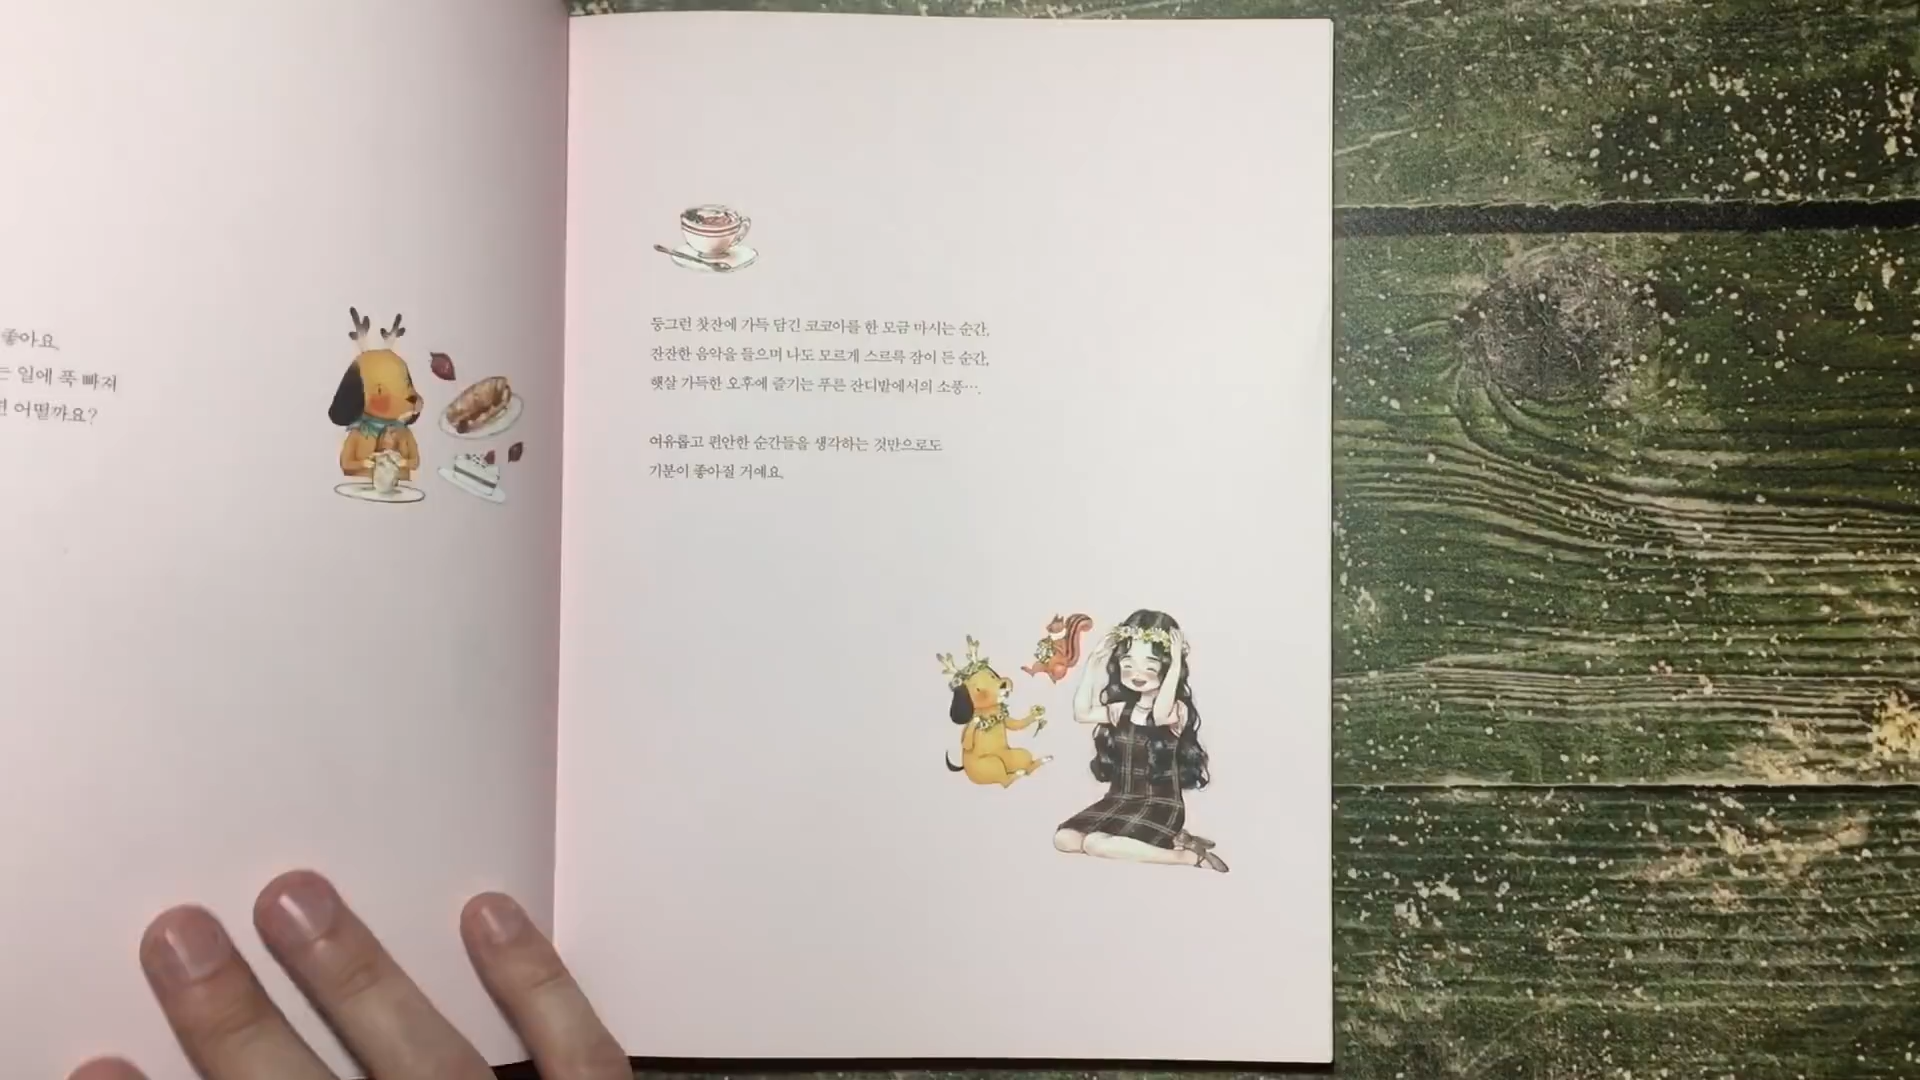 좋아요.
는 일에 푹 빠져
어떨까요?
둥그런 찻잔에 가득 담긴 코코아를 한 모금 마시는 순간,
잔잔한 음악을 들으며 나도 모르게 스르륵 잠이 든 순간,
햇살 가득한 오후에 즐기는 푸른 잔디밭에서의 소풍….
여유롭고 편안한 순간들을 생각하는 것만으로도
기분이 좋아질 거예요.